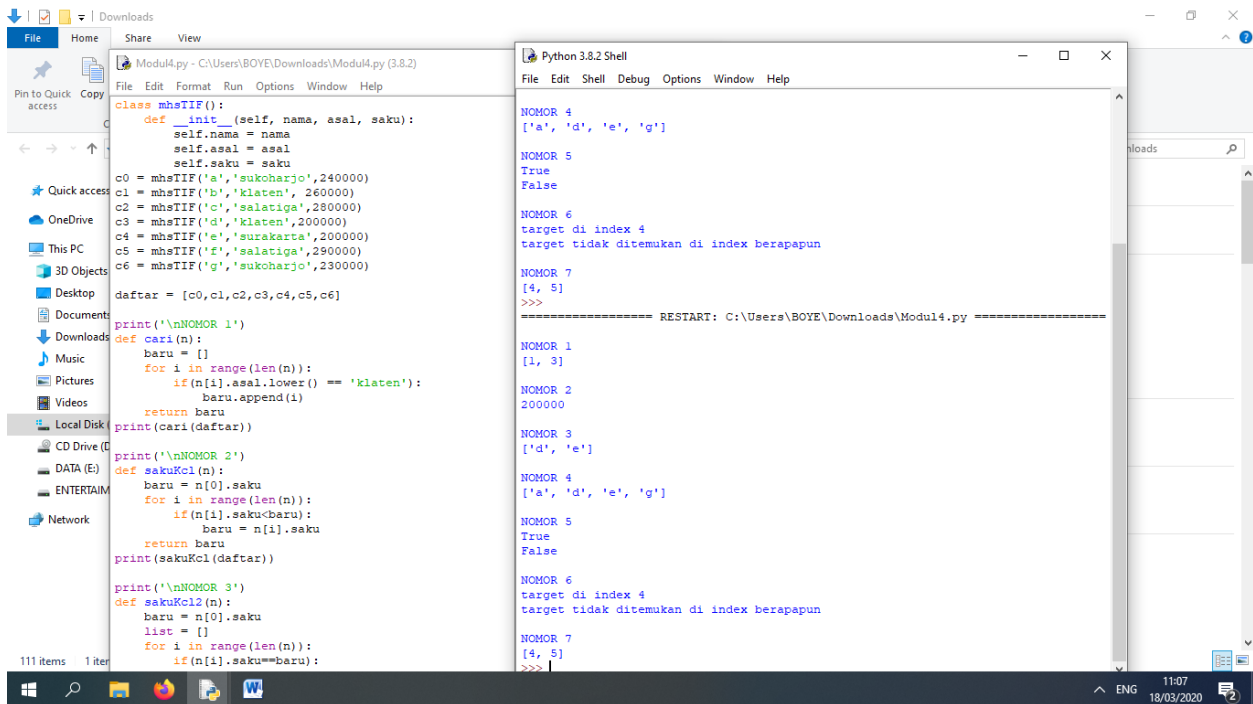 Downloads
File Home Share View
Pin to Quick access
Copy
Quick access
OneDrive
This PC
3D Objects
Desktop
Documents
Downloads
Music
Pictures
Videos
Local Disk (
CD Drive (D
DATA (E:)
ENTERTAIM
Network
111 items 1 iter
Modul4.py - C:\Users\BOYE\Downloads\Modul4.py (3.8.2)
File Edit Format Run Options Window Help
class mhsTIF():
    def __init__(self, nama, asal, saku):
        self.nama = nama
        self.asal = asal
        self.saku = saku
c0 = mhsTIF('a','sukoharjo',240000)
c1 = mhsTIF('b','klaten', 260000)
c2 = mhsTIF('c','salatiga',280000)
c3 = mhsTIF('d','klaten',200000)
c4 = mhsTIF('e','surakarta',200000)
c5 = mhsTIF('f','salatiga',290000)
c6 = mhsTIF('g','sukoharjo',230000)
daftar = [c0,c1,c2,c3,c4,c5,c6]
print('\nNOMOR 1')
def cari(n):
    baru = []
    for i in range(len(n)):
        if(n[i].asal.lower() == 'klaten'):
            baru.append(i)
    return baru
print(cari(daftar))
print('\nNOMOR 2')
def sakuKcl(n):
    baru = n[0].saku
    for i in range(len(n)):
        if(n[i].saku<baru):
            baru = n[i].saku
    return baru
print(sakuKcl(daftar))
print('\nNOMOR 3')
def sakuKcl2(n):
    baru = n[0].saku
    list = []
    for i in range(len(n)):
        if(n[i].saku==baru):
Python 3.8.2 Shell
File Edit Shell Debug Options Window Help
NOMOR 4
['a', 'd', 'e', 'g']
NOMOR 5
True
False
NOMOR 6
target di index 4
target tidak ditemukan di index berapapun
NOMOR 7
[4, 5]
>>>
================== RESTART: C:\Users\BOYE\Downloads\Modul4.py ==================
NOMOR 1
[1, 3]
NOMOR 2
200000
NOMOR 3
['d', 'e']
NOMOR 4
['a', 'd', 'e', 'g']
NOMOR 5
True
False
NOMOR 6
target di index 4
target tidak ditemukan di index berapapun
NOMOR 7
[4, 5]
>>>
nloads
ENG
11:07
18/03/2020
2